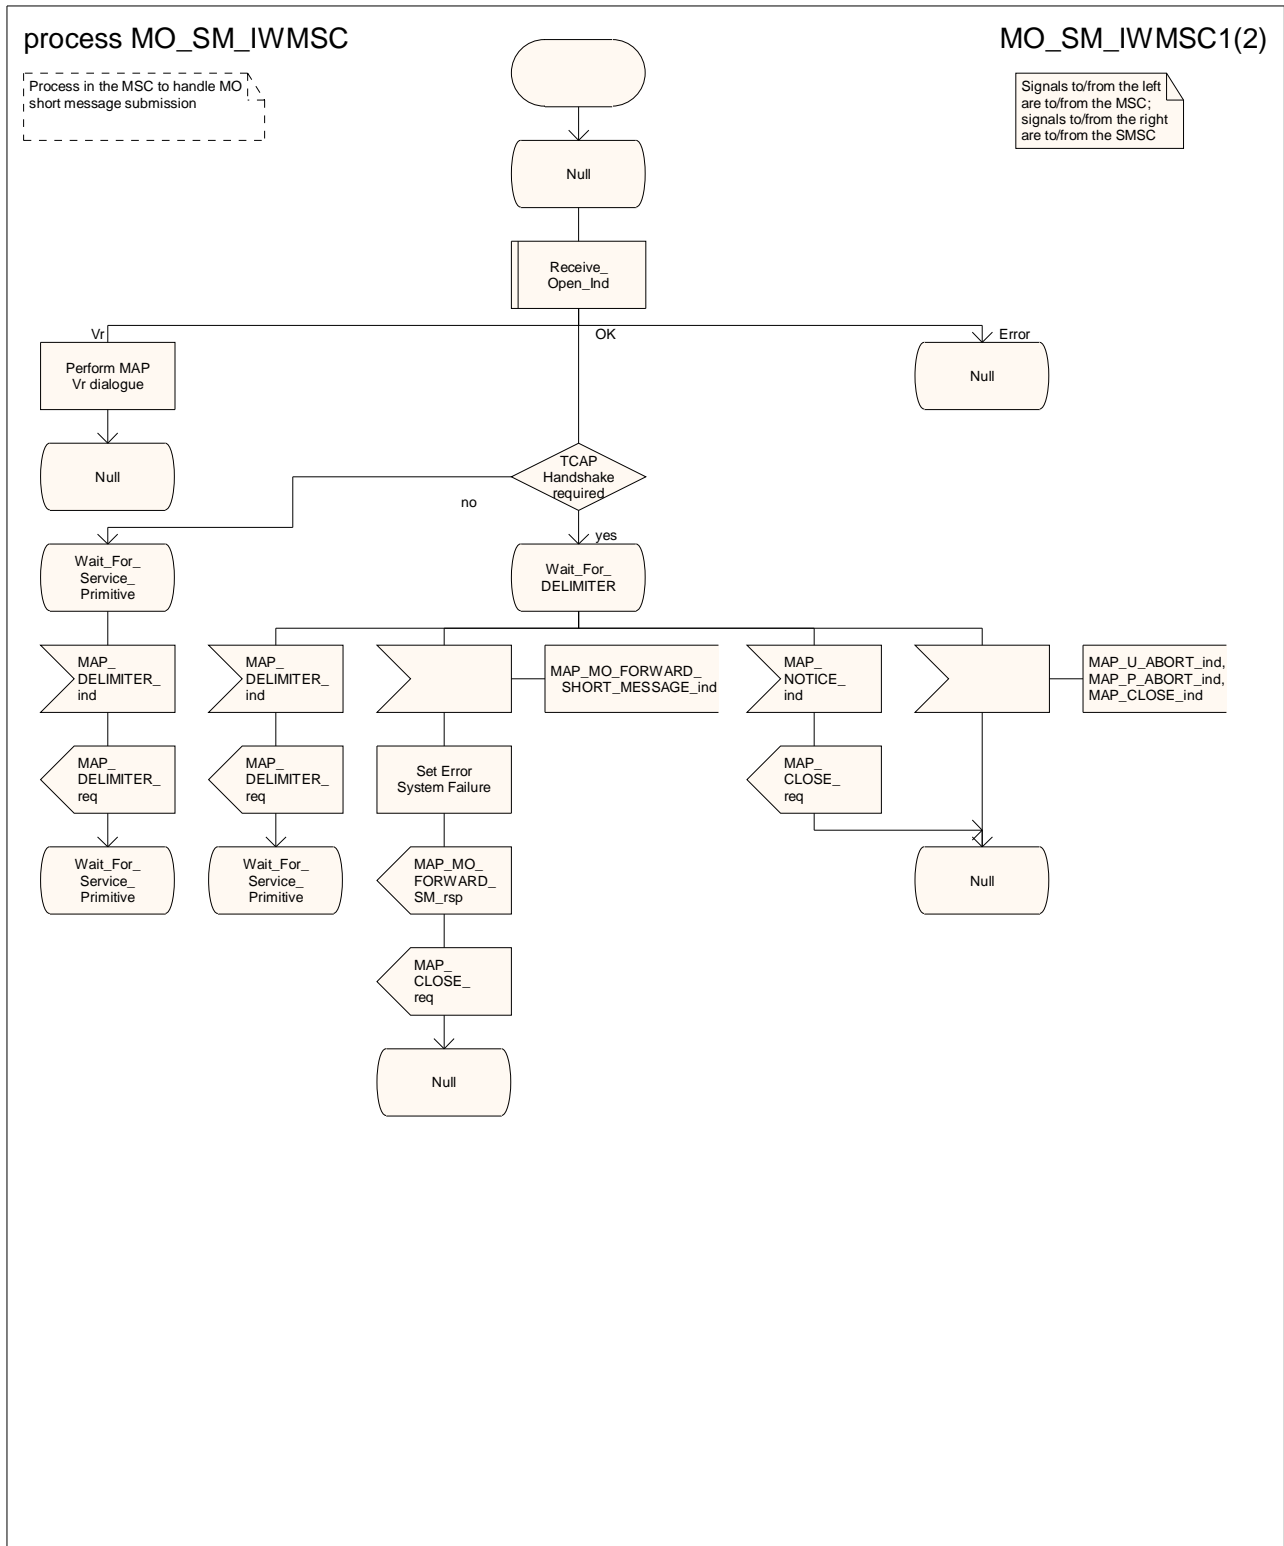 process MO_SM_IWMSC
MO_SM_IWMSC1(2)
Process in the MSC to handle MO
short message submission
Signals to/from the left
are to/from the MSC;
signals to/from the right
are to/from the SMSC
Null
Receive_
Open_Ind
Vr
OK
Error
Perform MAP
Vr dialogue
Null
Null
TCAP
Handshake
required
no
yes
Wait_For_
Service_
Primitive
Wait_For_
DELIMITER
MAP_
DELIMITER_
ind
MAP_
DELIMITER_
ind
MAP_MO_FORWARD_
SHORT_MESSAGE_ind
MAP_
NOTICE_
ind
MAP_U_ABORT_ind,
MAP_P_ABORT_ind,
MAP_CLOSE_ind
MAP_
DELIMITER_
req
MAP_
DELIMITER_
req
Set Error
System Failure
MAP_
CLOSE_
req
Wait_For_
Service_
Primitive
Wait_For_
Service_
Primitive
MAP_MO_
FORWARD_
SM_rsp
Null
MAP_
CLOSE_
req
Null